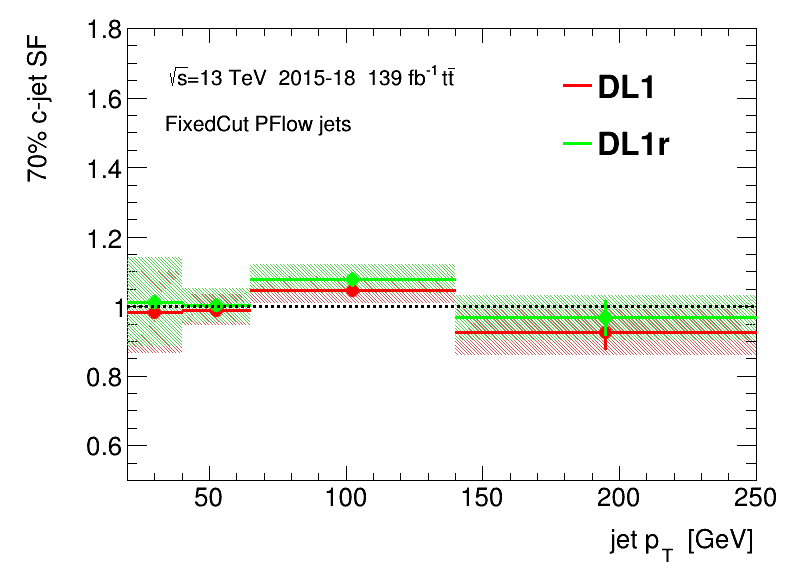 70% c-jet SF
1.8
1.6
1.4
1.2
1
0.8
0.6
√s=13 TeV 2015-18 139 fb⁻¹ tt̄
FixedCut PFlow jets
DL1
DL1r
50 100 150 200 250
jet p_T [GeV]